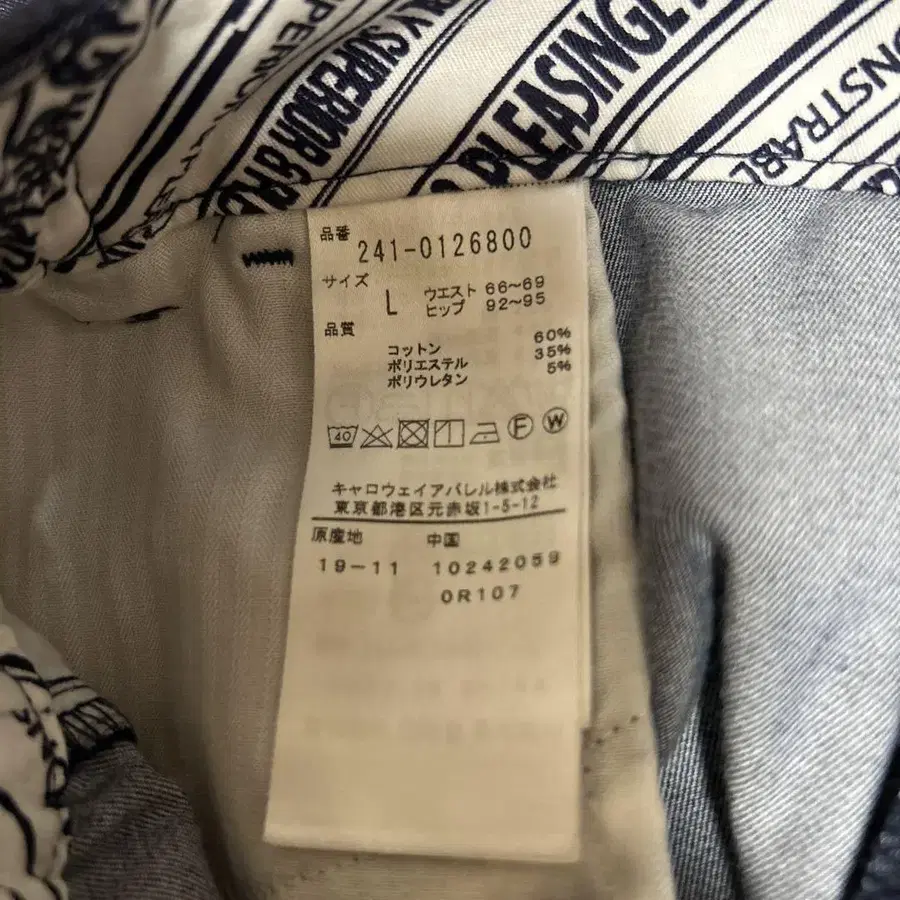 SUPERIOR
LY SUPERIOR & R
PLEASING
ONSTRABL
品番 241-0126800
サイズ L ウエスト 66~69
ヒップ 92~95
品質
コットン 60%
ポリエステル 35%
ポリウレタン 5%
40 F W
キャロウェイアパレル株式会社
東京都港区元赤坂1-5-12
原産地 中国
19-11 10242059
0R107